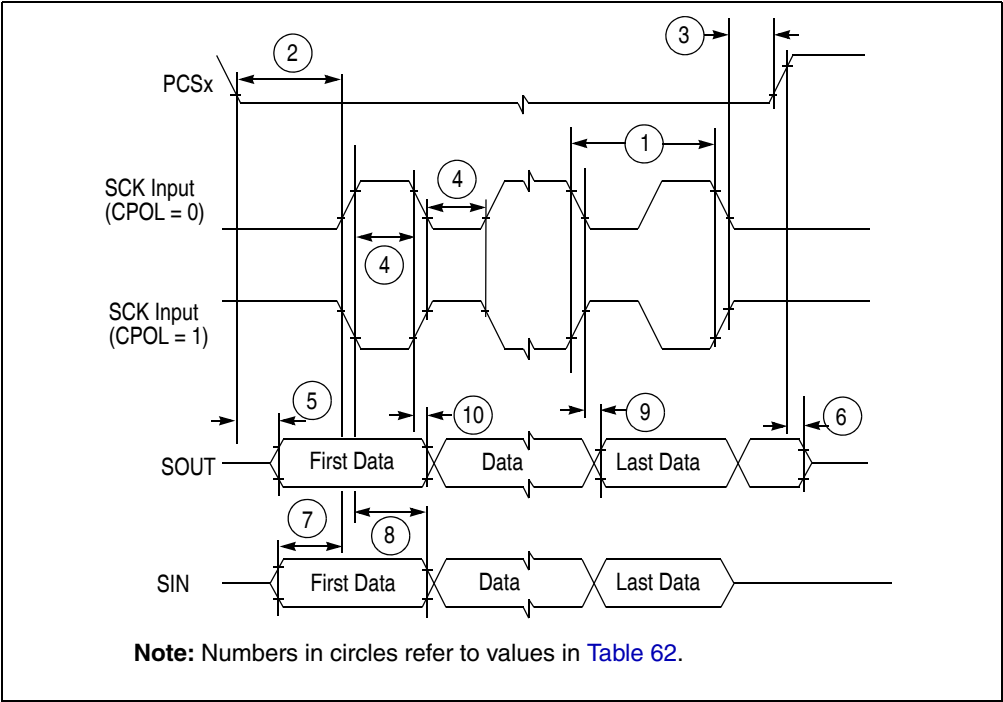 2
3
PCSx
1
SCK Input
(CPOL = 0)
4
4
SCK Input
(CPOL = 1)
5
10
9
6
SOUT
First Data
Data
Last Data
7
8
SIN
First Data
Data
Last Data
Note: Numbers in circles refer to values in Table 62.